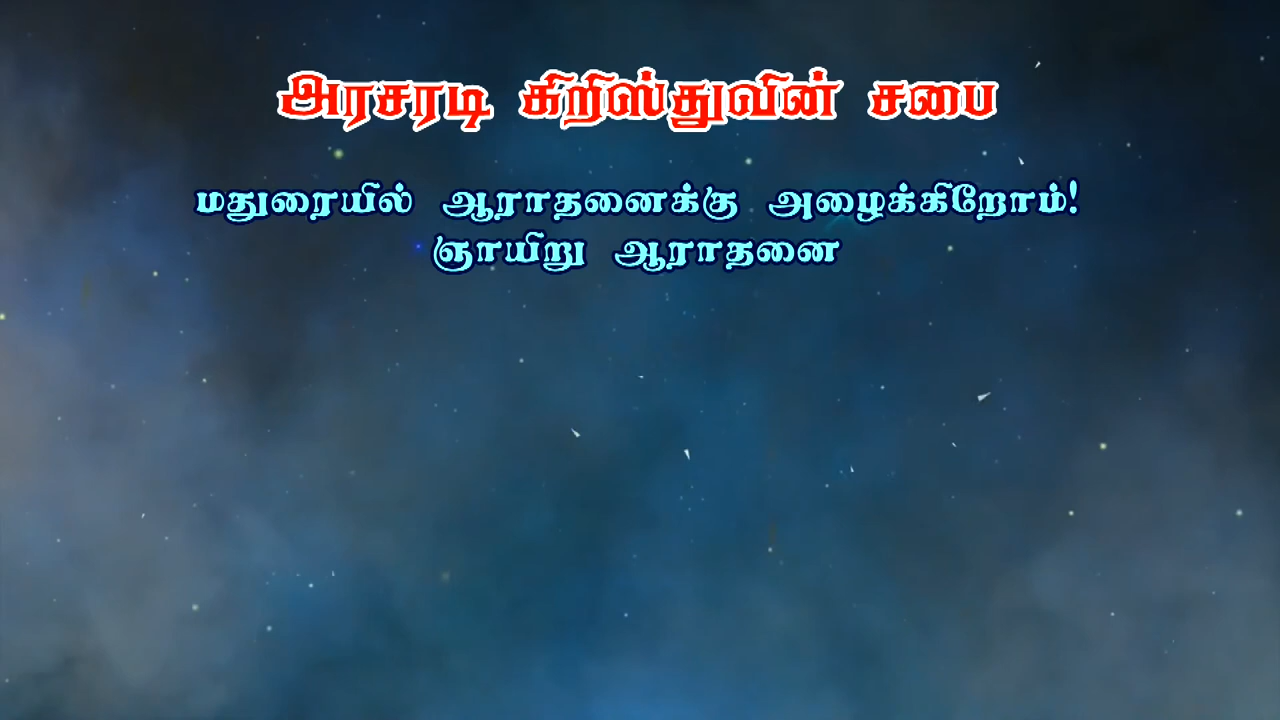 அரசரடி கிறிஸ்துவின் சபை
மதுரையில் ஆராதனைக்கு அழைக்கிறோம்!
ஞாயிறு ஆராதனை